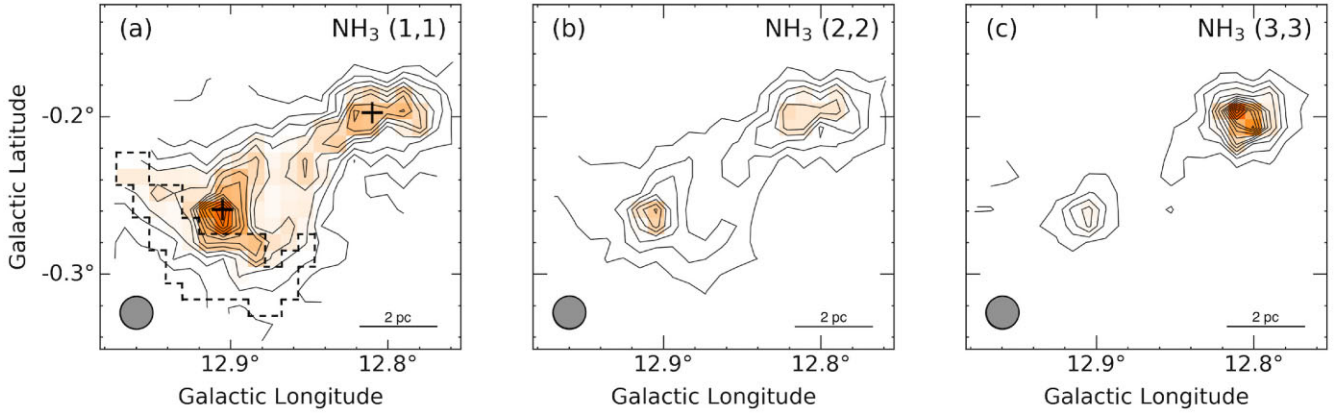 (a) NH₃ (1,1)
(b) NH₃ (2,2)
(c) NH₃ (3,3)
Galactic Latitude
-0.2°
-0.3°
2 pc
2 pc
2 pc
12.9° 12.8°
12.9° 12.8°
12.9° 12.8°
Galactic Longitude
Galactic Longitude
Galactic Longitude